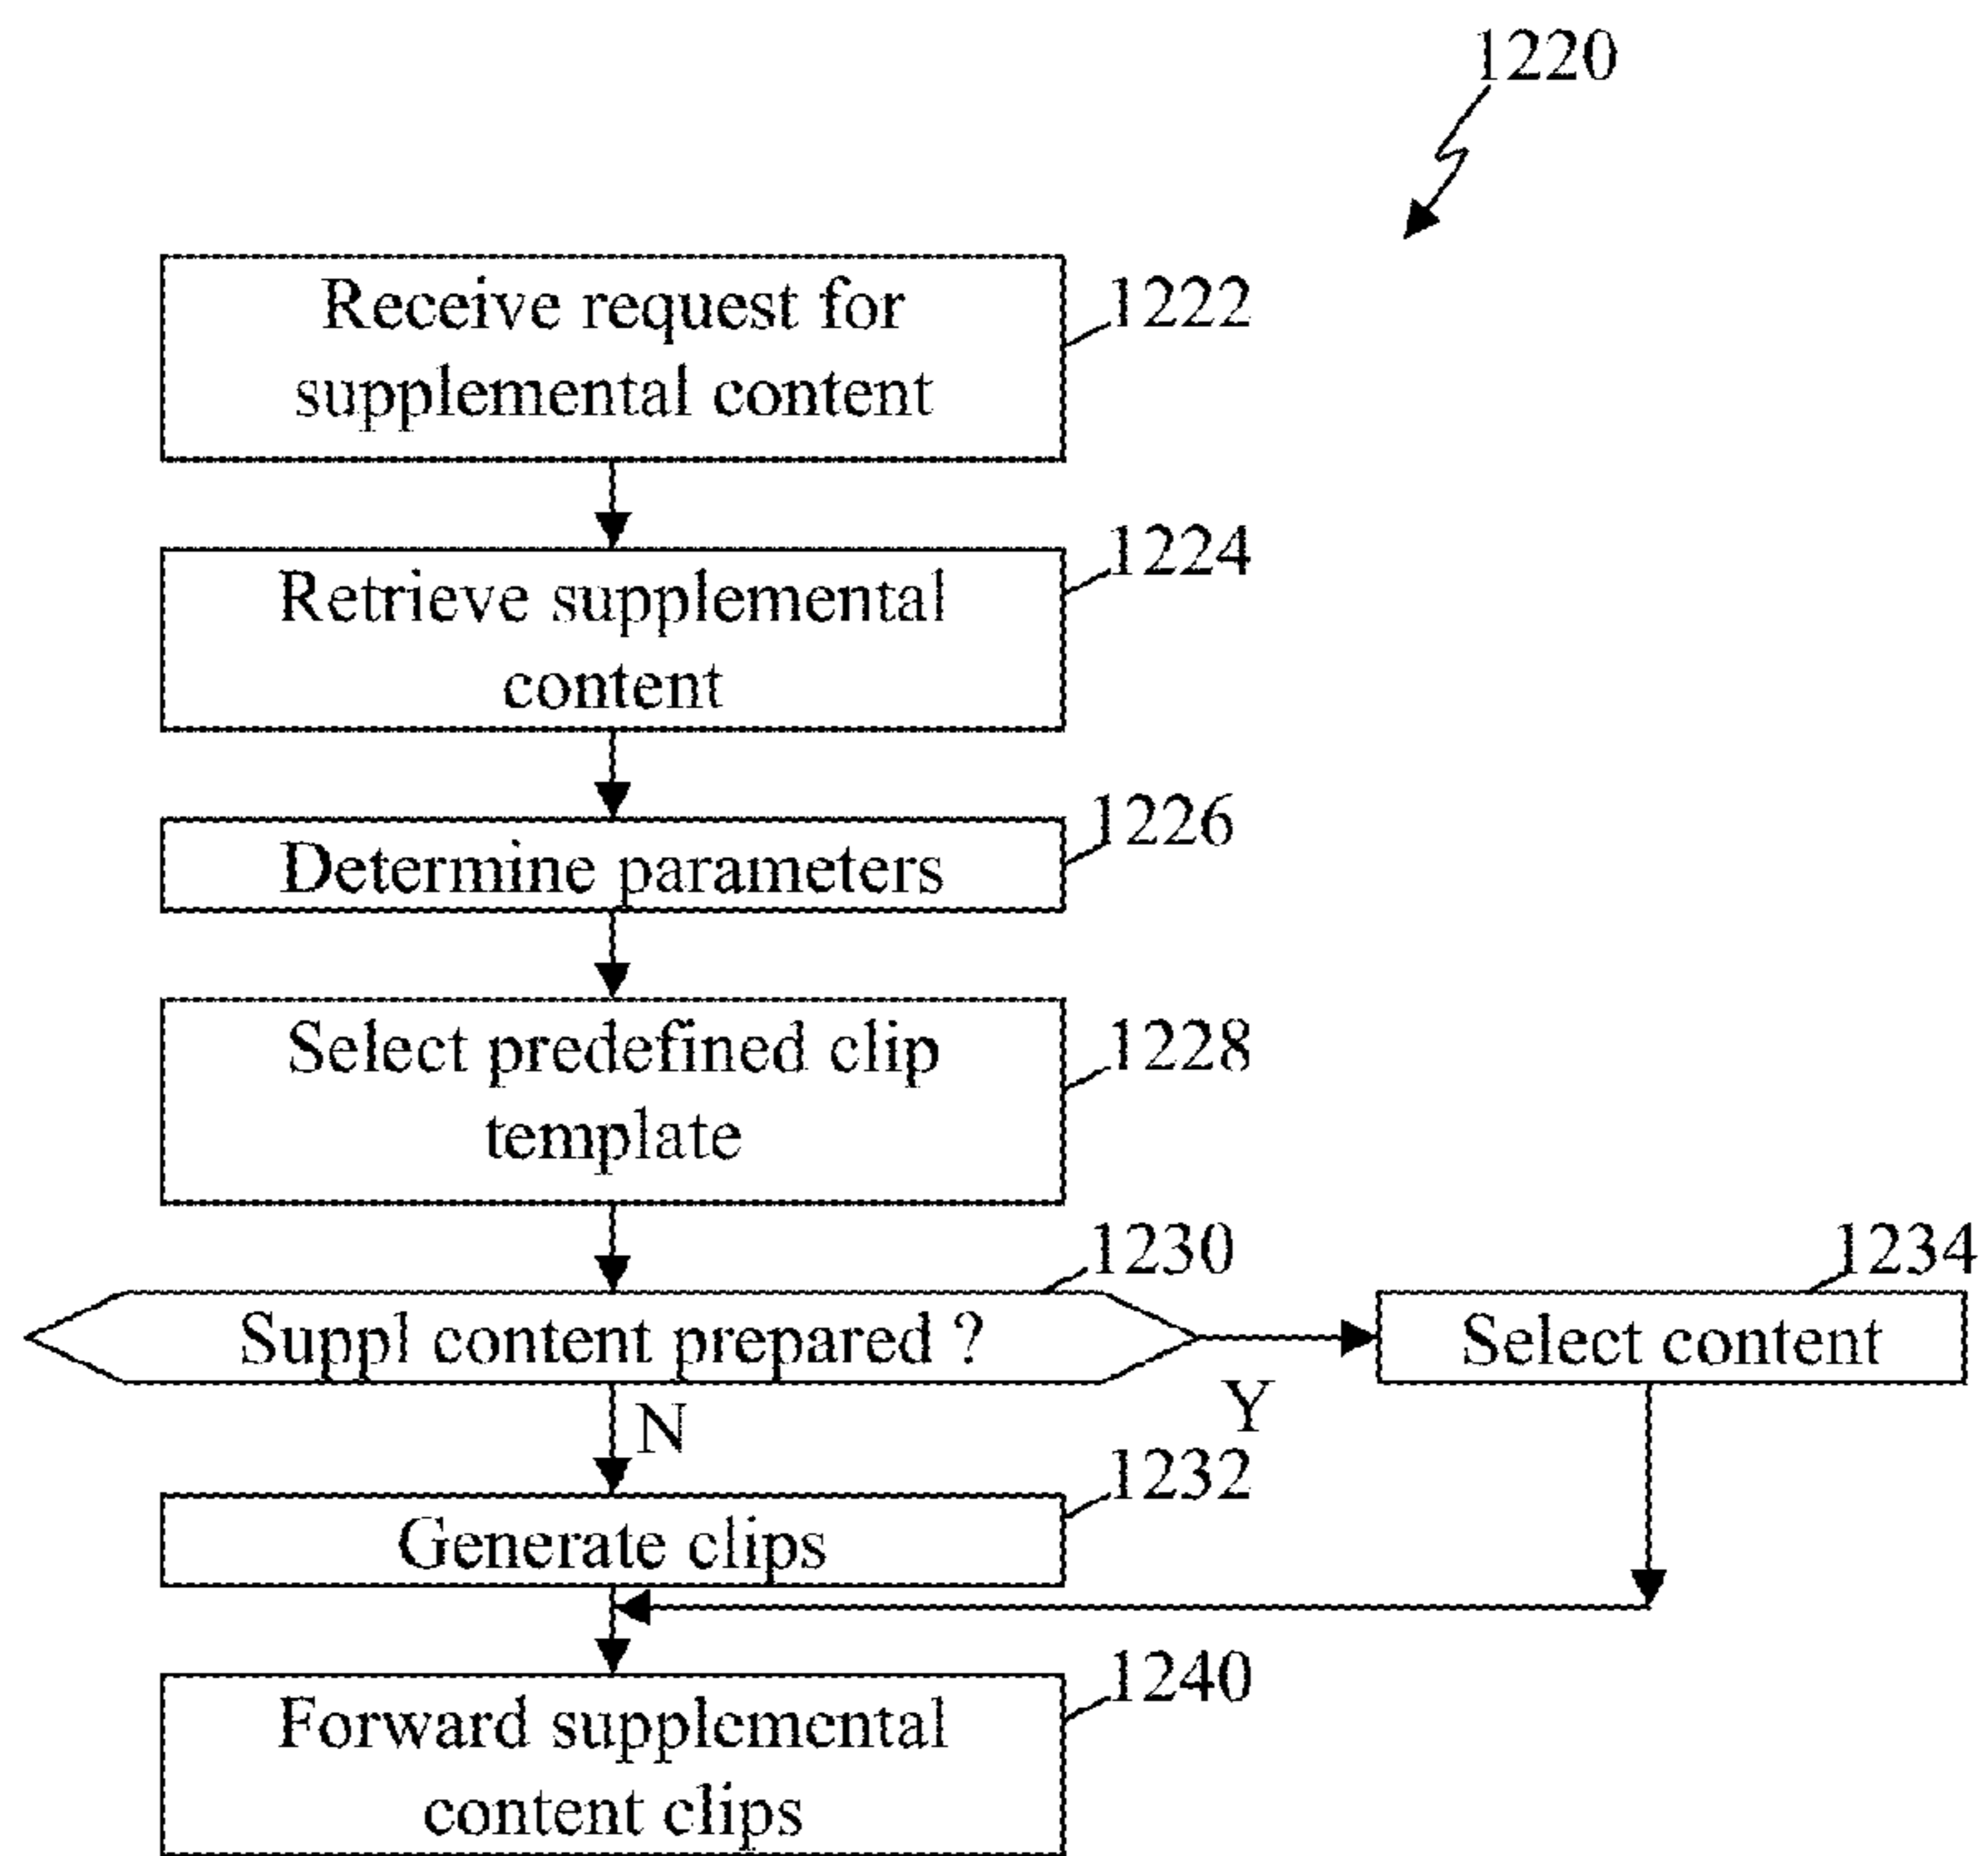 1220
Receive request for
supplemental content
1222
Retrieve supplemental
content
1224
Determine parameters
1226
Select predefined clip
template
1228
Suppl content prepared ?
1230
Select content
1234
N
Y
Generate clips
1232
Forward supplemental
content clips
1240